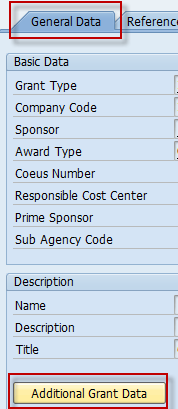 General Data Reference
Basic Data
Grant Type
Company Code
Sponsor
Award Type
Coeus Number
Responsible Cost Center
Prime Sponsor
Sub Agency Code
Description
Name
Description
Title
Additional Grant Data